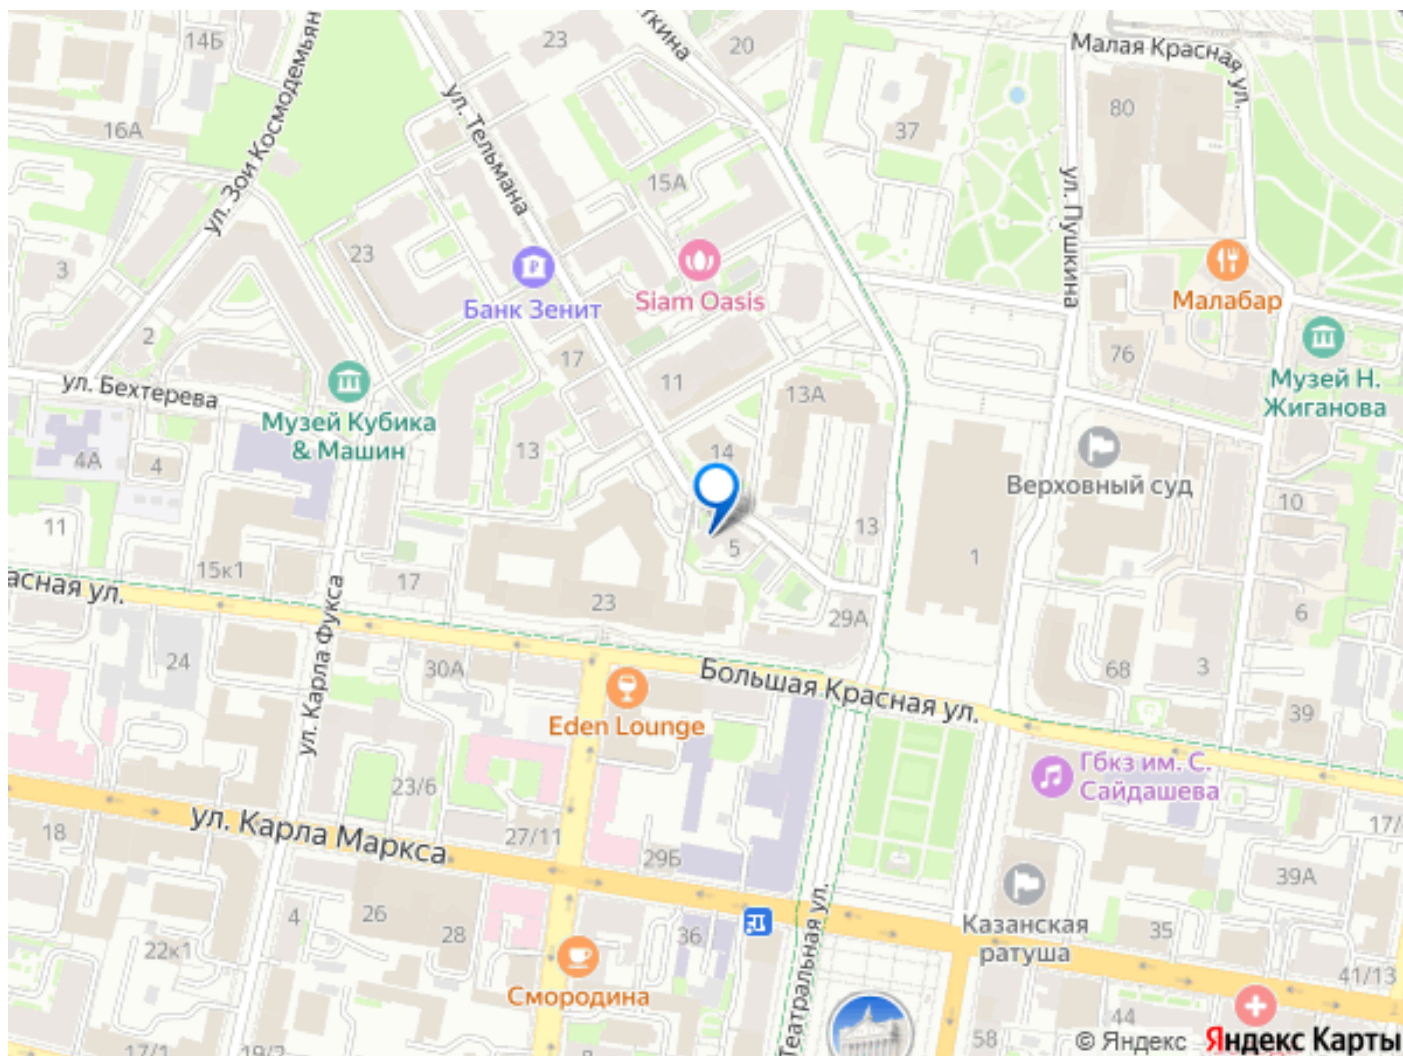 14Б
23
ткина
20
Малая Красная ул.
80
16А
ул. Зои Космодемьян
ул. Тельмана
37
15А
ул. Пушкина
3
23
Банк Зенит
Siam Oasis
Малабар
2
17
11
13А
76
Музей Н.
Жиганова
ул. Бехтерева
Музей Кубика
& Машин
4А
4
13
14
Верховный суд
10
11
15к1
17
5
13
1
асная ул.
ул. Карла Фукса
23
29А
6
24
30А
Большая Красная ул.
68
3
39
Eden Lounge
Гбкз им. С.
Сайдашева
23/6
18
ул. Карла Маркса
27/11
29Б
17/
39А
Театральная ул.
4
26
28
36
Казанская
ратуша
35
22к1
41/13
Смородина
44
58
17/1
19/2
8
© Яндекс
Яндекс Карты